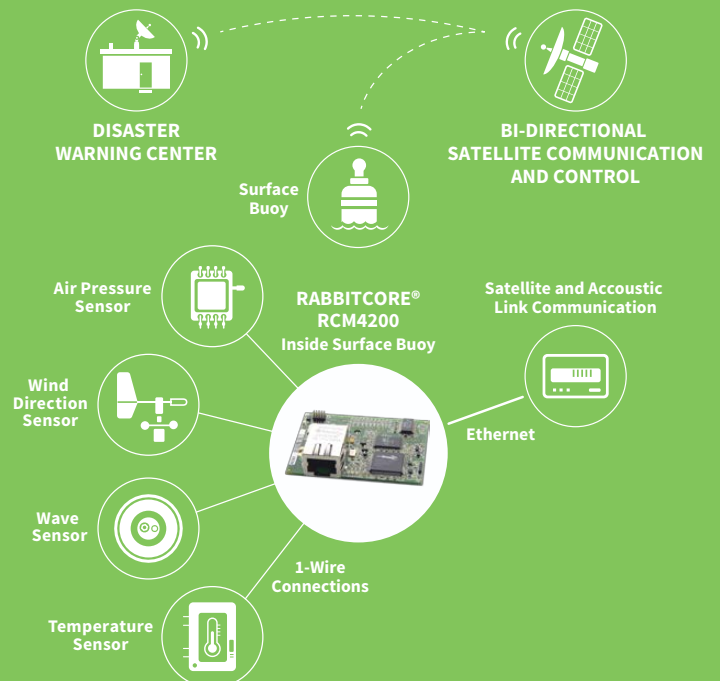 DISASTER
WARNING CENTER
BI-DIRECTIONAL
SATELLITE COMMUNICATION
AND CONTROL
Surface
Buoy
Air Pressure
Sensor
RABBITCORE®
RCM4200
Inside Surface Buoy
Satellite and Accoustic
Link Communication
Wind
Direction
Sensor
Ethernet
Wave
Sensor
1-Wire
Connections
Temperature
Sensor